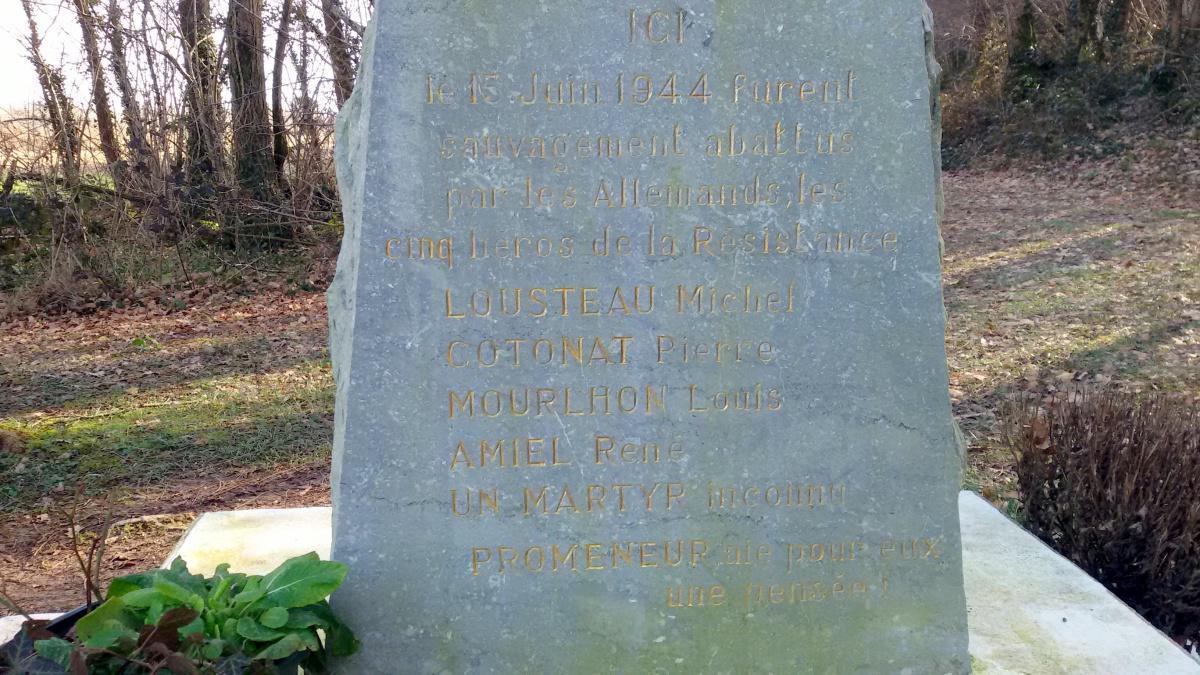 ICI
le 15 Juin 1944 furent
sauvagement abattus
par les Allemands, les
cinq héros de la Résistance
LOUSTEAU Michel
COTONAT Pierre
MOURLHON Louis
AMIEL René
UN MARTYR inconnu
PROMENEUR, aie pour eux
une pensée !